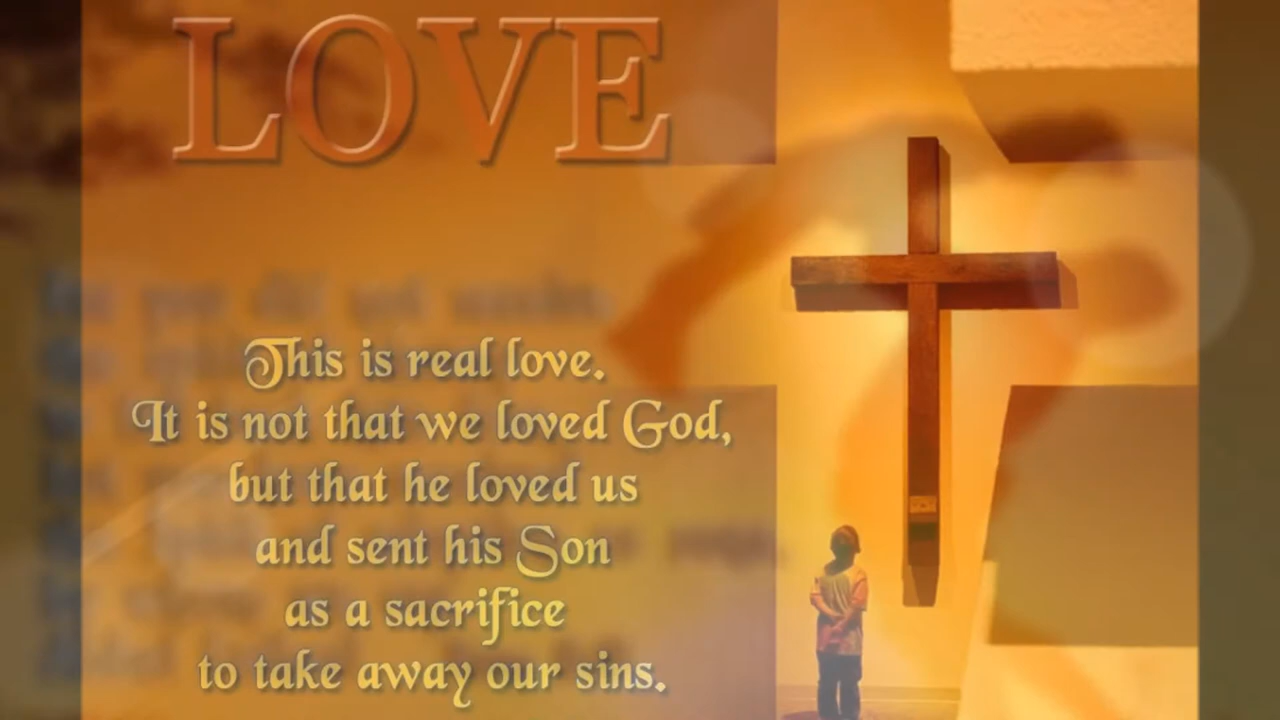 LOVE
This is real love.
It is not that we loved God,
but that he loved us
and sent his Son
as a sacrifice
to take away our sins.